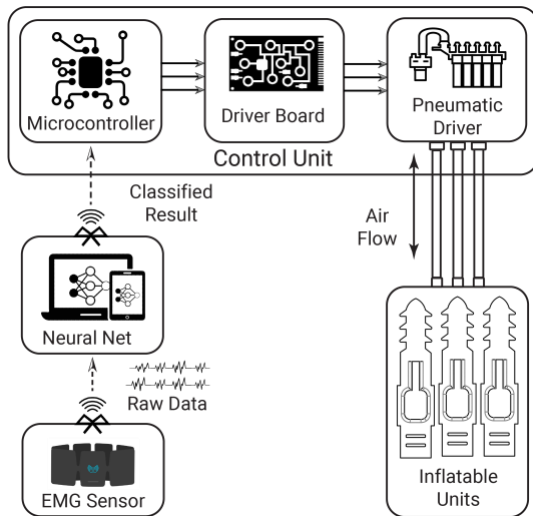 Microcontroller
Driver Board
Pneumatic
Driver
Control Unit
Classified
Result
Air
Flow
Neural Net
Raw Data
EMG Sensor
Inflatable
Units